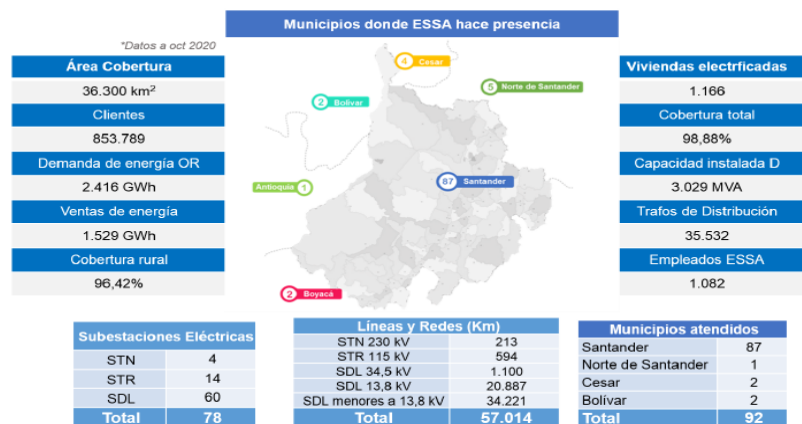 Municipios donde ESSA hace presencia
*Datos a oct 2020
Área Cobertura
36.300 km²
Clientes
853.789
Demanda de energía OR
2.416 GWh
Ventas de energía
1.529 GWh
Cobertura rural
96,42%
4 Cesar
5 Norte de Santander
2 Bolívar
Antioquia 1
87 Santander
2 Boyacá
Viviendas electrficadas
1.166
Cobertura total
98,88%
Capacidad instalada D
3.029 MVA
Trafos de Distribución
35.532
Empleados ESSA
1.082
Subestaciones Eléctricas
STN 4
STR 14
SDL 60
Total 78
Líneas y Redes (Km)
STN 230 kV 213
STR 115 kV 594
SDL 34,5 kV 1.100
SDL 13,8 kV 20.887
SDL menores a 13,8 kV 34.221
Total 57.014
Municipios atendidos
Santander 87
Norte de Santander 1
Cesar 2
Bolívar 2
Total 92